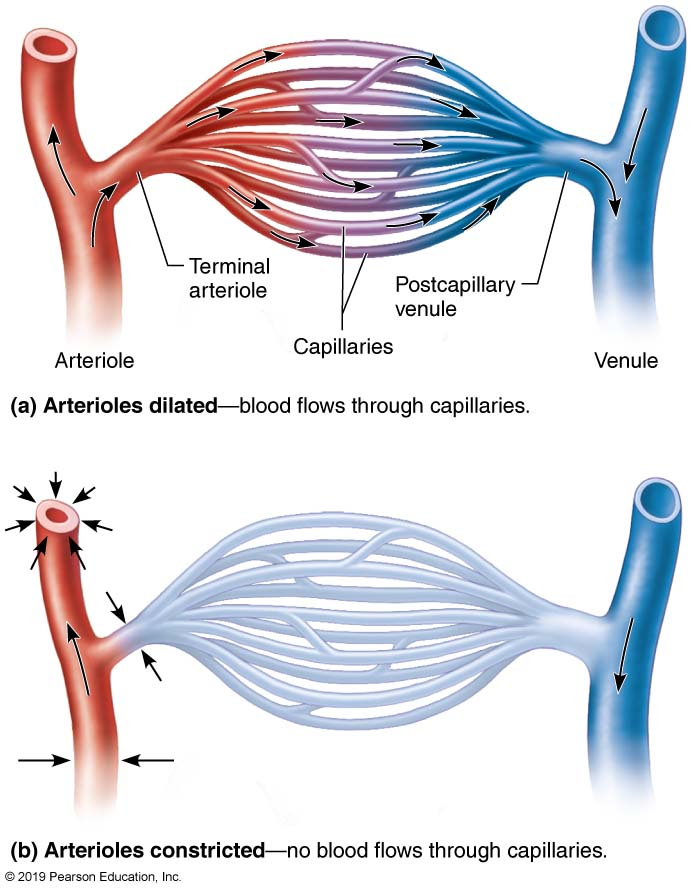 Terminal
arteriole
Postcapillary
venule
Arteriole
Capillaries
Venule
(a) Arterioles dilated—blood flows through capillaries.
(b) Arterioles constricted—no blood flows through capillaries.
© 2019 Pearson Education, Inc.